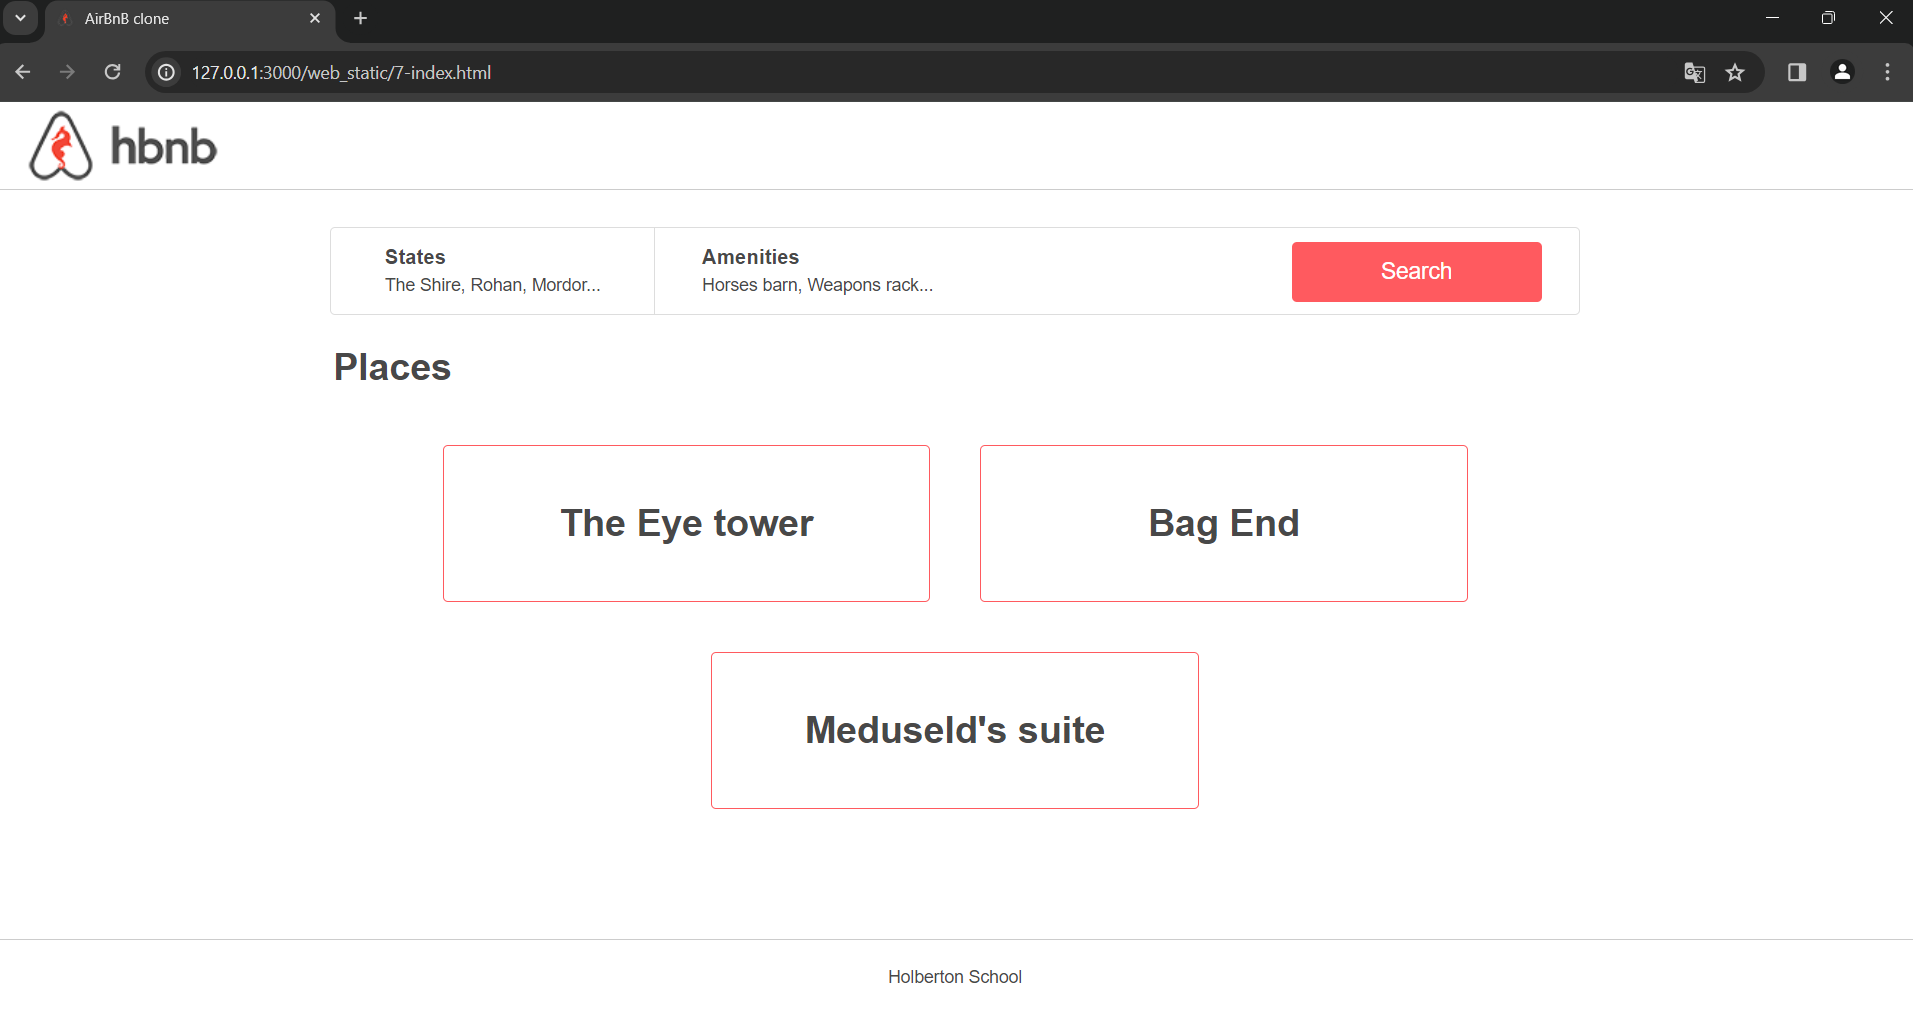 AirBnB clone
127.0.0.1:3000/web_static/7-index.html
hbnb
States
The Shire, Rohan, Mordor...
Amenities
Horses barn, Weapons rack...
Search
Places
The Eye tower
Bag End
Meduseld's suite
Holberton School